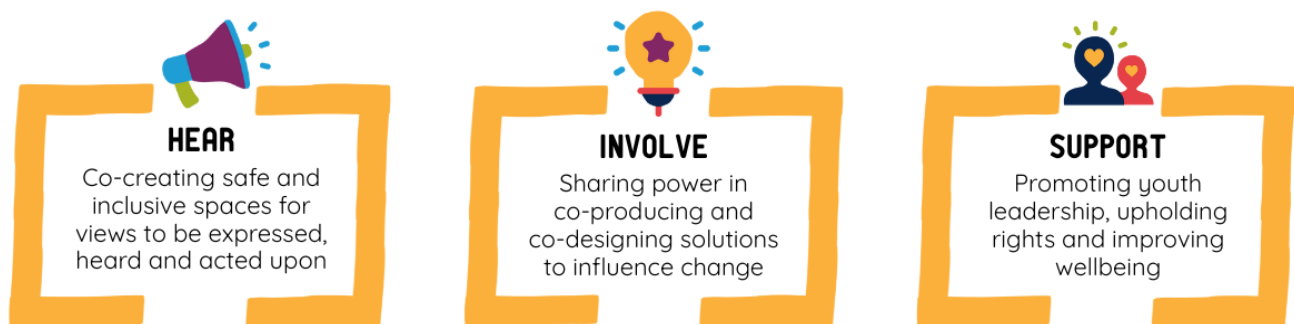 HEAR
Co-creating safe and
inclusive spaces for
views to be expressed,
heard and acted upon
INVOLVE
Sharing power in
co-producing and
co-designing solutions
to influence change
SUPPORT
Promoting youth
leadership, upholding
rights and improving
wellbeing